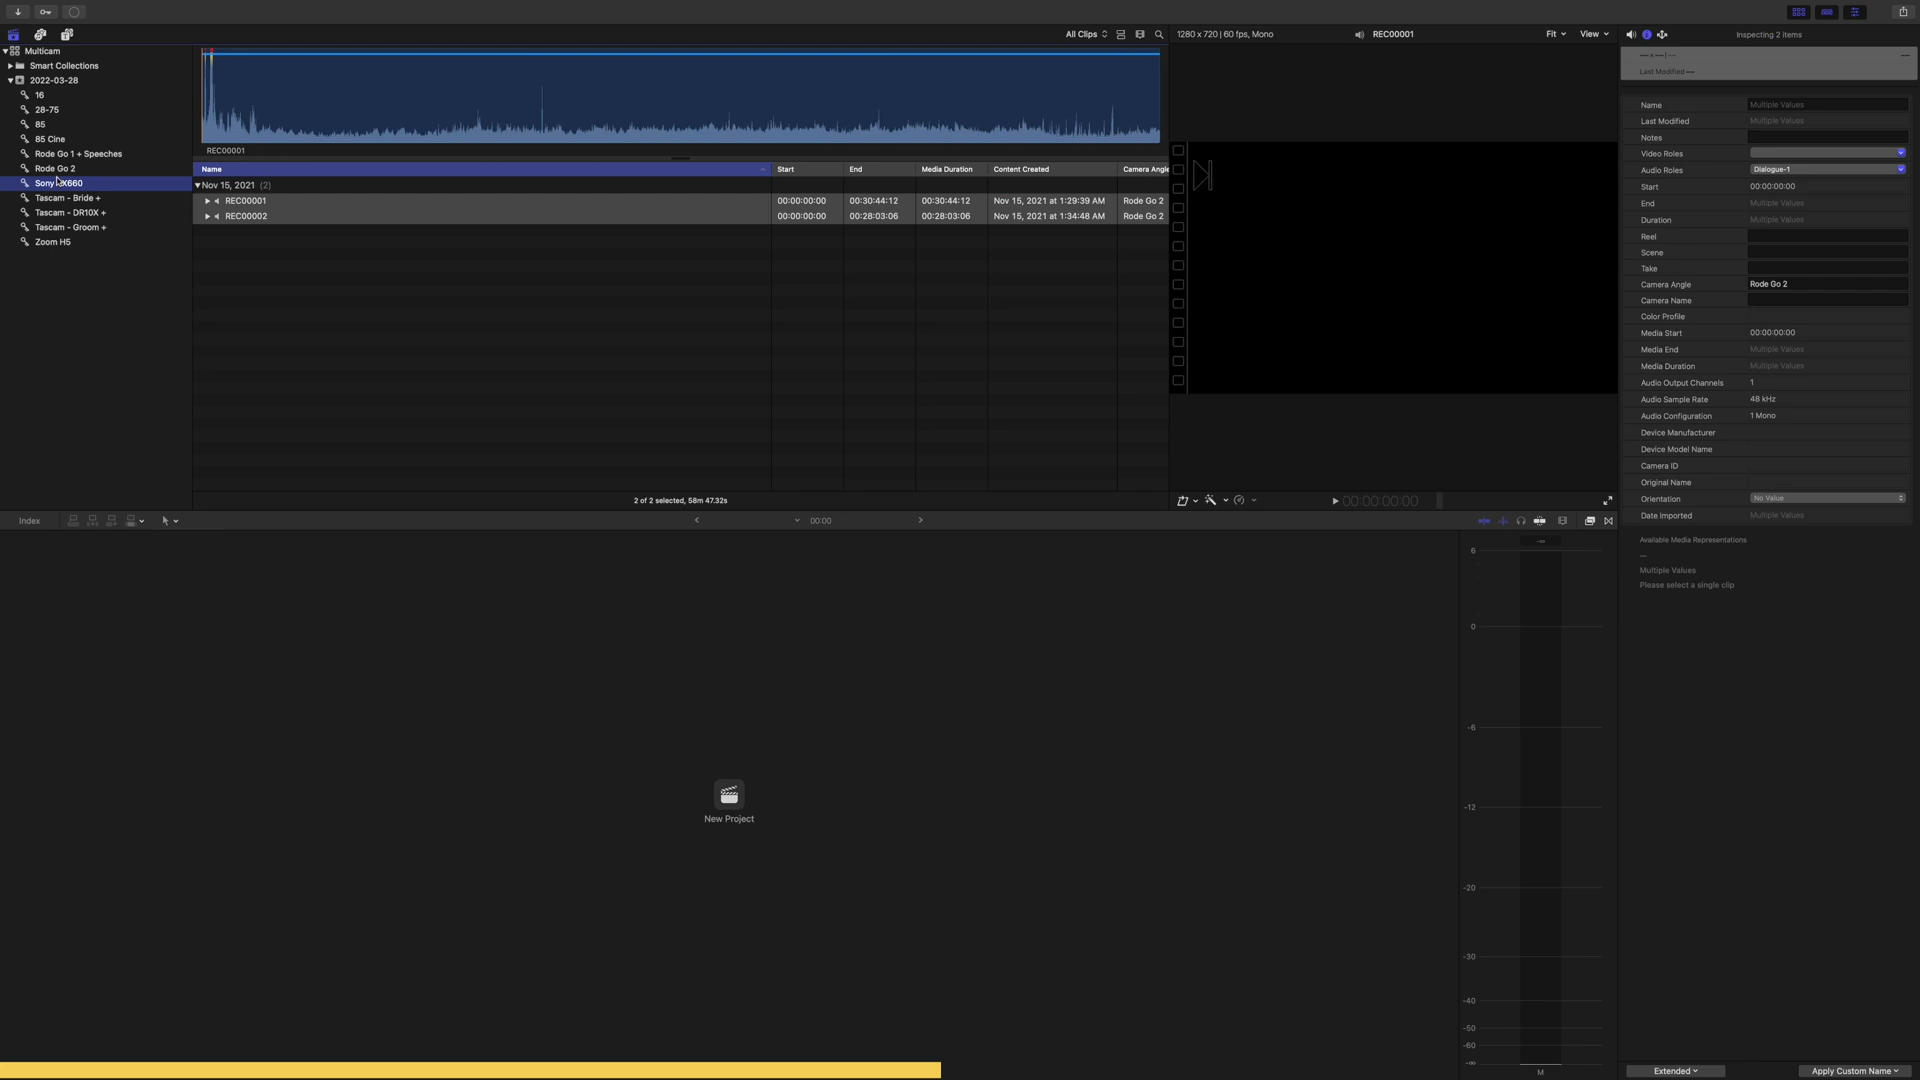 All Clips
1280 x 720 | 60 fps, Mono
REC00001
Fit
View
Inspecting 2 items
Multicam
Smart Collections
2022-03-28
16
28-75
85
85 Cine
Rode Go 1 + Speeches
Rode Go 2
Sony X660
Tascam - Bride +
Tascam - DR10X +
Tascam - Groom +
Zoom H5
REC00001
Name Start End Media Duration Content Created Camera Angle
Nov 15, 2021 (2)
REC00001 00:00:00:00 00:30:44:12 00:30:44:12 Nov 15, 2021 at 1:29:39 AM Rode Go 2
REC00002 00:00:00:00 00:28:03:06 00:28:03:06 Nov 15, 2021 at 1:34:48 AM Rode Go 2
2 of 2 selected, 58m 47.32s
00:00:00:00
Last Modified —
Name Multiple Values
Last Modified Multiple Values
Notes
Video Roles
Audio Roles Dialogue-1
Start 00:00:00:00
End Multiple Values
Duration Multiple Values
Reel
Scene
Take
Camera Angle Rode Go 2
Camera Name
Color Profile
Media Start 00:00:00:00
Media End Multiple Values
Media Duration Multiple Values
Audio Output Channels 1
Audio Sample Rate 48 kHz
Audio Configuration 1 Mono
Device Manufacturer
Device Model Name
Camera ID
Original Name
Orientation No Value
Date Imported Multiple Values
Available Media Representations
—
Multiple Values
Please select a single clip
Index
00:00
New Project
-∞
6
0
-6
-12
-20
-30
-40
-50
-60
-∞
M
Extended
Apply Custom Name